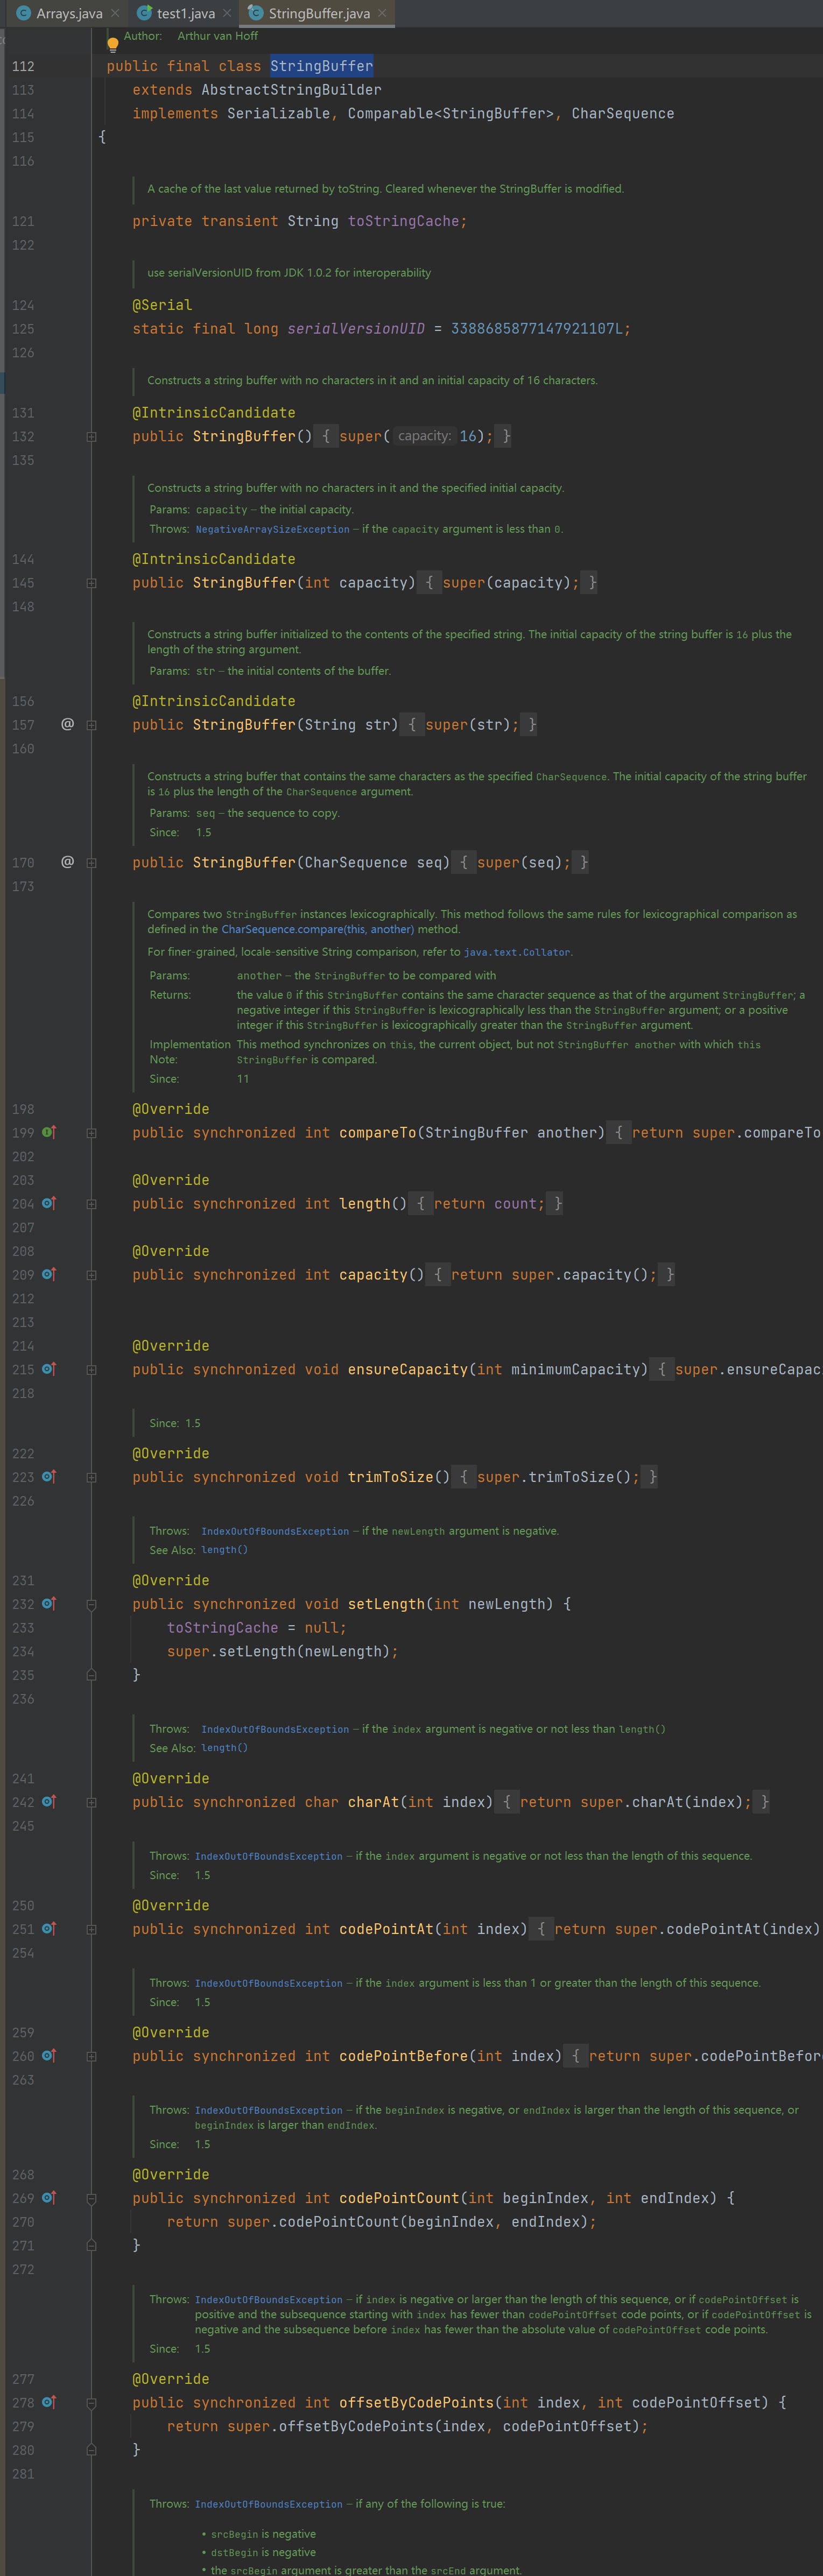 Arrays.java
test1.java
StringBuffer.java
Author: Arthur van Hoff
112 public final class StringBuffer
113 extends AbstractStringBuilder
114 implements Serializable, Comparable<StringBuffer>, CharSequence
115 {
116
A cache of the last value returned by toString. Cleared whenever the StringBuffer is modified.
121 private transient String toStringCache;
122
use serialVersionUID from JDK 1.0.2 for interoperability
124 @Serial
125 static final long serialVersionUID = 3388685877147921107L;
126
Constructs a string buffer with no characters in it and an initial capacity of 16 characters.
131 @IntrinsicCandidate
132 public StringBuffer() { super( capacity: 16); }
135
Constructs a string buffer with no characters in it and the specified initial capacity.
Params: capacity – the initial capacity.
Throws: NegativeArraySizeException – if the capacity argument is less than 0.
144 @IntrinsicCandidate
145 public StringBuffer(int capacity) { super(capacity); }
148
Constructs a string buffer initialized to the contents of the specified string. The initial capacity of the string buffer is 16 plus the
length of the string argument.
Params: str – the initial contents of the buffer.
156 @IntrinsicCandidate
157 @ public StringBuffer(String str) { super(str); }
160
Constructs a string buffer that contains the same characters as the specified CharSequence. The initial capacity of the string buffer
is 16 plus the length of the CharSequence argument.
Params: seq – the sequence to copy.
Since: 1.5
170 @ public StringBuffer(CharSequence seq) { super(seq); }
173
Compares two StringBuffer instances lexicographically. This method follows the same rules for lexicographical comparison as
defined in the CharSequence.compare(this, another) method.
For finer-grained, locale-sensitive String comparison, refer to java.text.Collator.
Params: another – the StringBuffer to be compared with
Returns: the value 0 if this StringBuffer contains the same character sequence as that of the argument StringBuffer; a
negative integer if this StringBuffer is lexicographically less than the StringBuffer argument; or a positive
integer if this StringBuffer is lexicographically greater than the StringBuffer argument.
Implementation This method synchronizes on this, the current object, but not StringBuffer another with which this
Note: StringBuffer is compared.
Since: 11
198 @Override
199 public synchronized int compareTo(StringBuffer another) { return super.compareTo
202
203 @Override
204 public synchronized int length() { return count; }
207
208 @Override
209 public synchronized int capacity() { return super.capacity(); }
212
213
214 @Override
215 public synchronized void ensureCapacity(int minimumCapacity) { super.ensureCapac
218
Since: 1.5
222 @Override
223 public synchronized void trimToSize() { super.trimToSize(); }
226
Throws: IndexOutOfBoundsException – if the newLength argument is negative.
See Also: length()
231 @Override
232 public synchronized void setLength(int newLength) {
233 toStringCache = null;
234 super.setLength(newLength);
235 }
236
Throws: IndexOutOfBoundsException – if the index argument is negative or not less than length()
See Also: length()
241 @Override
242 public synchronized char charAt(int index) { return super.charAt(index); }
245
Throws: IndexOutOfBoundsException – if the index argument is negative or not less than the length of this sequence.
Since: 1.5
250 @Override
251 public synchronized int codePointAt(int index) { return super.codePointAt(index)
254
Throws: IndexOutOfBoundsException – if the index argument is less than 1 or greater than the length of this sequence.
Since: 1.5
259 @Override
260 public synchronized int codePointBefore(int index) { return super.codePointBefor
263
Throws: IndexOutOfBoundsException – if the beginIndex is negative, or endIndex is larger than the length of this sequence, or
beginIndex is larger than endIndex.
Since: 1.5
268 @Override
269 public synchronized int codePointCount(int beginIndex, int endIndex) {
270 return super.codePointCount(beginIndex, endIndex);
271 }
272
Throws: IndexOutOfBoundsException – if index is negative or larger than the length of this sequence, or if codePointOffset is
positive and the subsequence starting with index has fewer than codePointOffset code points, or if codePointOffset is
negative and the subsequence before index has fewer than the absolute value of codePointOffset code points.
Since: 1.5
277 @Override
278 public synchronized int offsetByCodePoints(int index, int codePointOffset) {
279 return super.offsetByCodePoints(index, codePointOffset);
280 }
281
Throws: IndexOutOfBoundsException – if any of the following is true:
• srcBegin is negative
• dstBegin is negative
• the srcBegin argument is greater than the srcEnd argument.